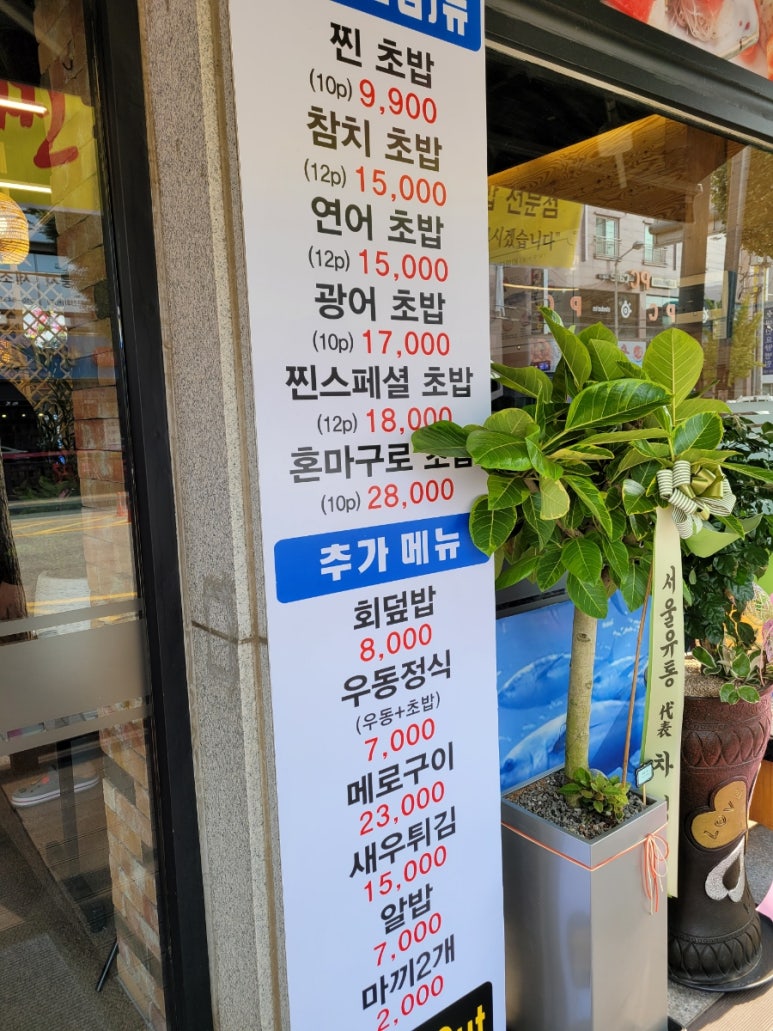 찐 초밥
(10p) 9,900
참치 초밥
(12p) 15,000
연어 초밥
(12p) 15,000
광어 초밥
(10p) 17,000
찐스페셜 초밥
(12p) 18,000
혼마구로 초밥
(10p) 28,000
추가 메뉴
회덮밥
8,000
우동정식
(우동+초밥)
7,000
메로구이
23,000
새우튀김
15,000
알밥
7,000
마끼2개
2,000
전문점
서울유통 代表 차